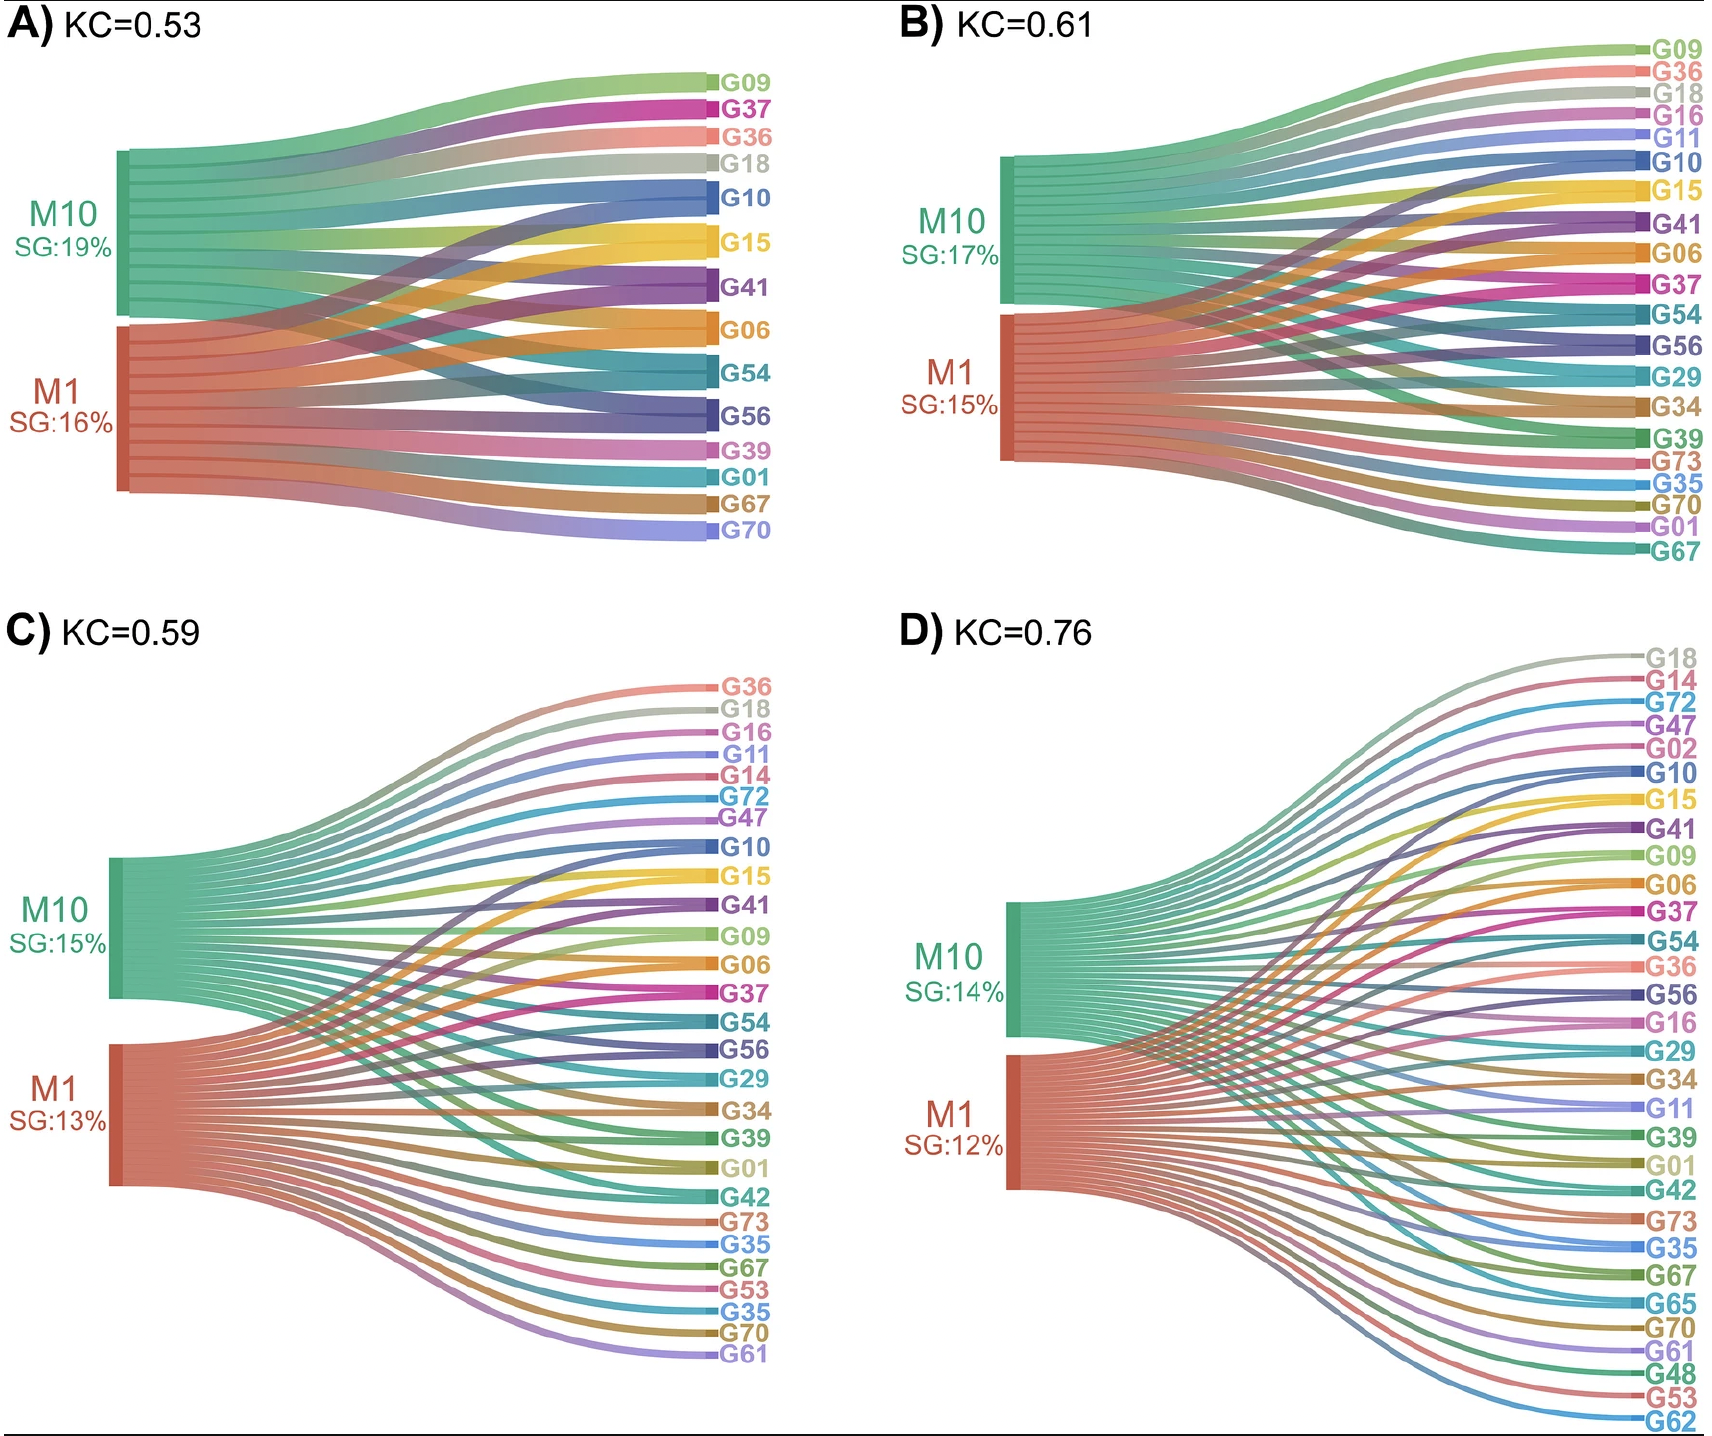 A) KC=0.53
G09
G37
G36
G18
G10
G15
G41
G06
G54
G56
G39
G01
G67
G70
M10
SG:19%
M1
SG:16%
B) KC=0.61
G09
G36
G18
G16
G11
G10
G15
G41
G06
G37
G54
G56
G29
G34
G39
G73
G35
G70
G01
G67
M10
SG:17%
M1
SG:15%
C) KC=0.59
G36
G18
G16
G11
G14
G72
G47
G10
G15
G41
G09
G06
G37
G54
G56
G29
G34
G39
G01
G42
G73
G35
G67
G53
G35
G70
G61
M10
SG:15%
M1
SG:13%
D) KC=0.76
G18
G14
G72
G47
G02
G10
G15
G41
G09
G06
G37
G54
G36
G56
G16
G29
G34
G11
G39
G01
G42
G73
G35
G67
G65
G70
G61
G48
G53
G62
M10
SG:14%
M1
SG:12%